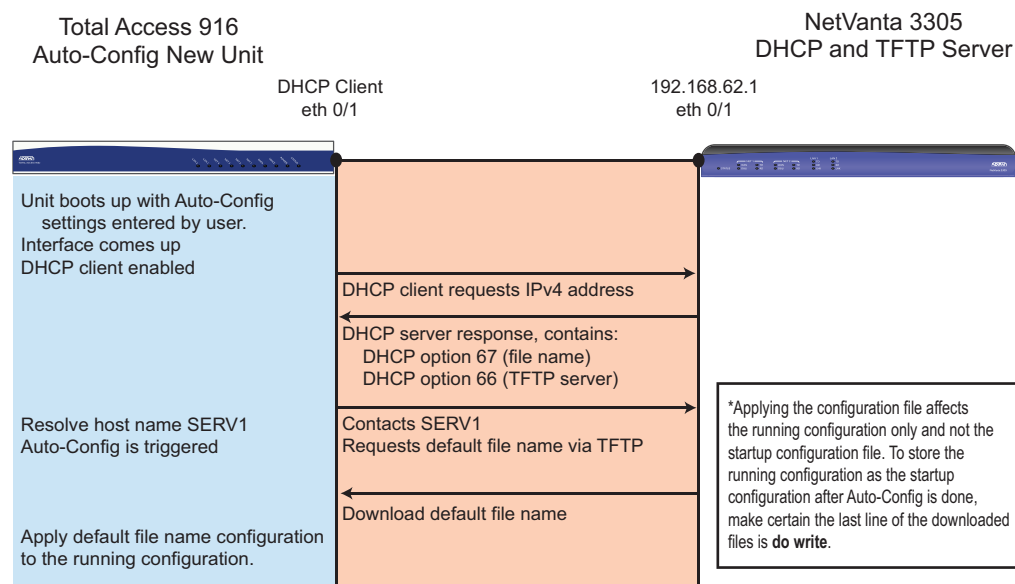 Total Access 916
Auto-Config New Unit
NetVanta 3305
DHCP and TFTP Server
DHCP Client
eth 0/1
192.168.62.1
eth 0/1
Unit boots up with Auto-Config
settings entered by user.
Interface comes up
DHCP client enabled
DHCP client requests IPv4 address
DHCP server response, contains:
DHCP option 67 (file name)
DHCP option 66 (TFTP server)
Resolve host name SERV1
Auto-Config is triggered
Contacts SERV1
Requests default file name via TFTP
Download default file name
Apply default file name configuration
to the running configuration.
*Applying the configuration file affects
the running configuration only and not the
startup configuration file. To store the
running configuration as the startup
configuration after Auto-Config is done,
make certain the last line of the downloaded
files is do write.